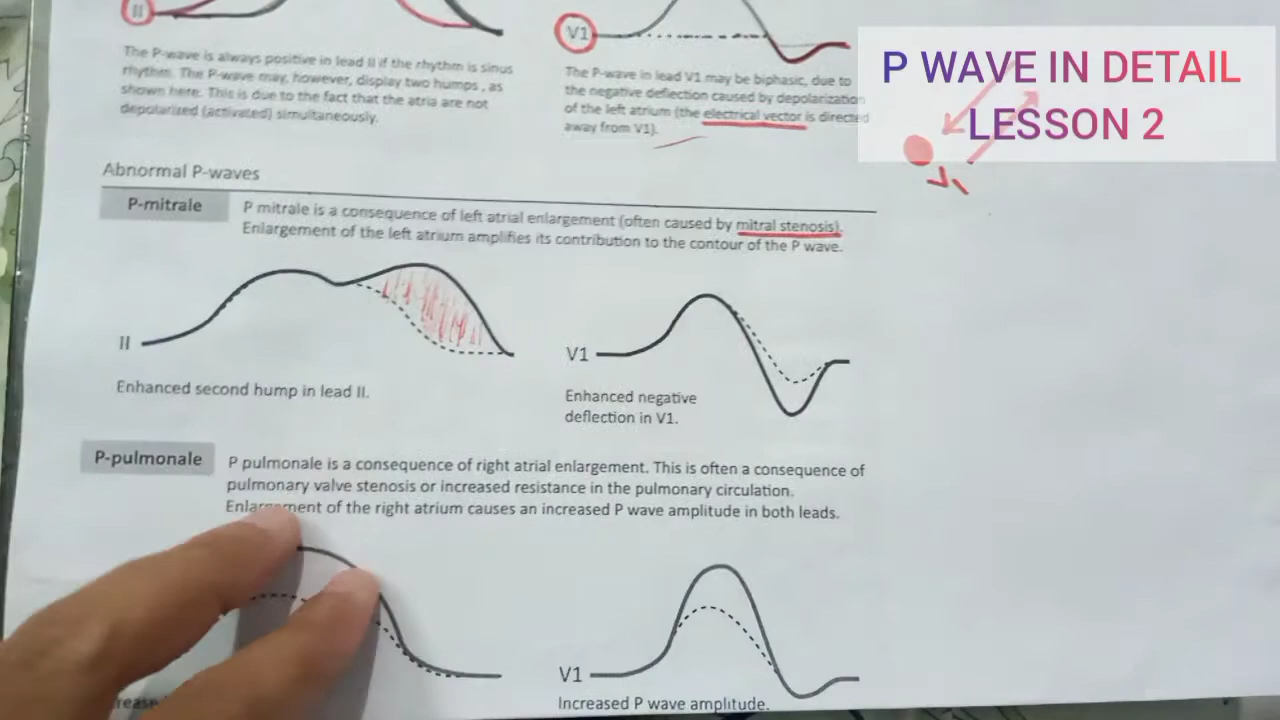 II
V1
The P-wave is always positive in lead II if the rhythm is sinus
rhythm. The P-wave may, however, display two humps , as
shown here. This is due to the fact that the atria are not
depolarized (activated) simultaneously.
The P-wave in lead V1 may be biphasic, due to
the negative deflection caused by depolarization
of the left atrium (the electrical vector is directed
away from V1).
P WAVE IN DETAIL
LESSON 2
V1
Abnormal P-waves
P-mitrale
P mitrale is a consequence of left atrial enlargement (often caused by mitral stenosis).
Enlargement of the left atrium amplifies its contribution to the contour of the P wave.
II
V1
Enhanced second hump in lead II.
Enhanced negative
deflection in V1.
P-pulmonale
P pulmonale is a consequence of right atrial enlargement. This is often a consequence of
pulmonary valve stenosis or increased resistance in the pulmonary circulation.
Enlargement of the right atrium causes an increased P wave amplitude in both leads.
V1
Increased P wave amplitude.